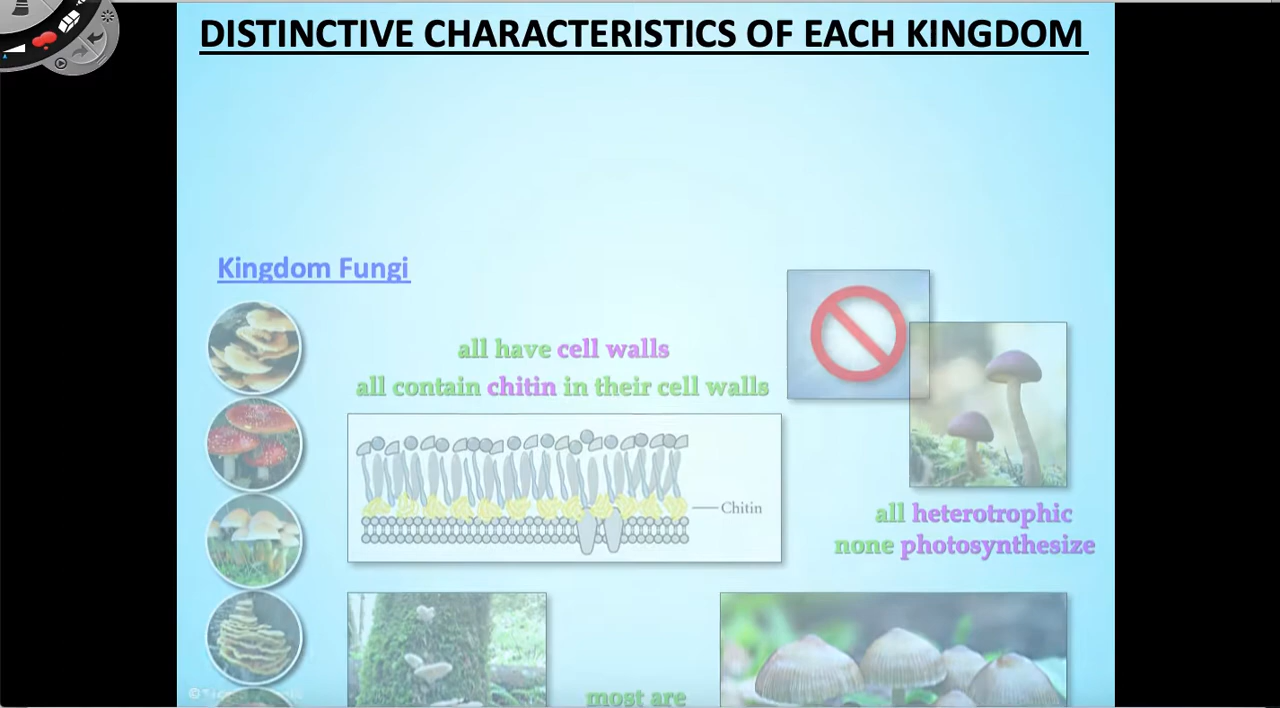 DISTINCTIVE CHARACTERISTICS OF EACH KINGDOM
Kingdom Fungi
all have cell walls
all contain chitin in their cell walls
Chitin
all heterotrophic
none photosynthesize
most are